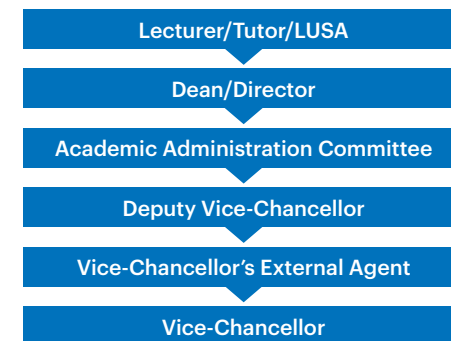 Lecturer/Tutor/LUSA
Dean/Director
Academic Administration Committee
Deputy Vice-Chancellor
Vice-Chancellor’s External Agent
Vice-Chancellor